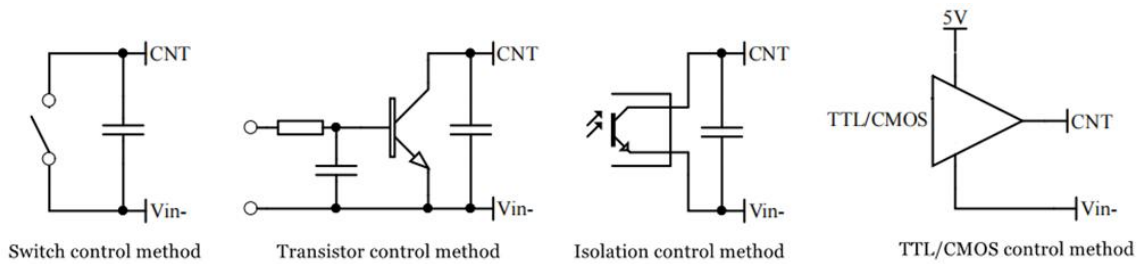 5V
CNT
CNT
CNT
TTL/CMOS
CNT
Vin-
Vin-
Vin-
Vin-
Switch control method
Transistor control method
Isolation control method
TTL/CMOS control method